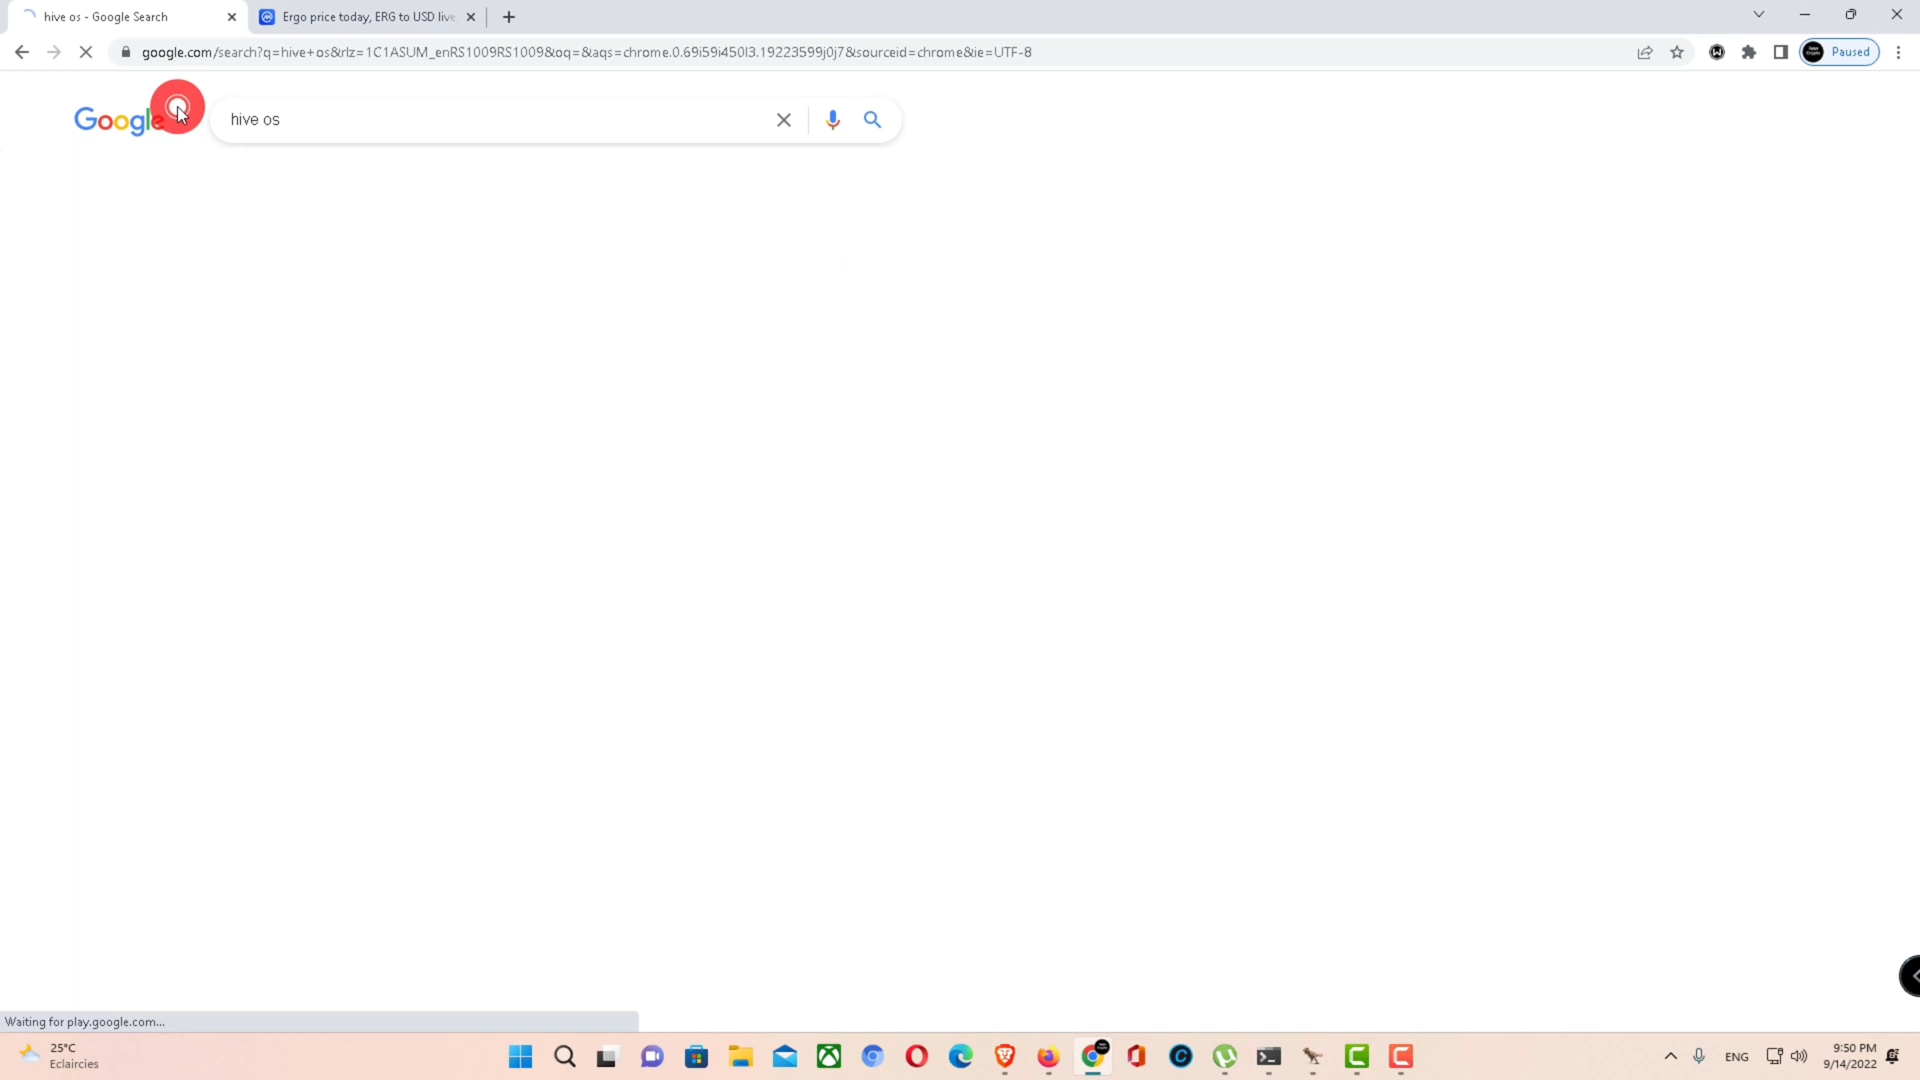 hive os - Google Search
Ergo price today, ERG to USD live,
google.com/search?q=hive+os&rlz=1C1ASUM_enRS1009RS1009&oq=&aqs=chrome.0.69i59i450l3.19223599j0j7&sourceid=chrome&ie=UTF-8
Paused
Google
hive os
Waiting for play.google.com...
25°C
Eclaircies
ENG
9:50 PM
9/14/2022